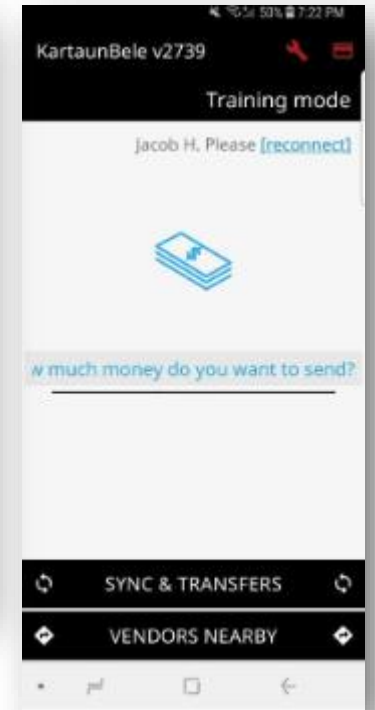 53% 7:22 PM
KartaunBele v2739
Training mode
Jacob H, Please [reconnect]
w much money do you want to send?
SYNC & TRANSFERS
VENDORS NEARBY